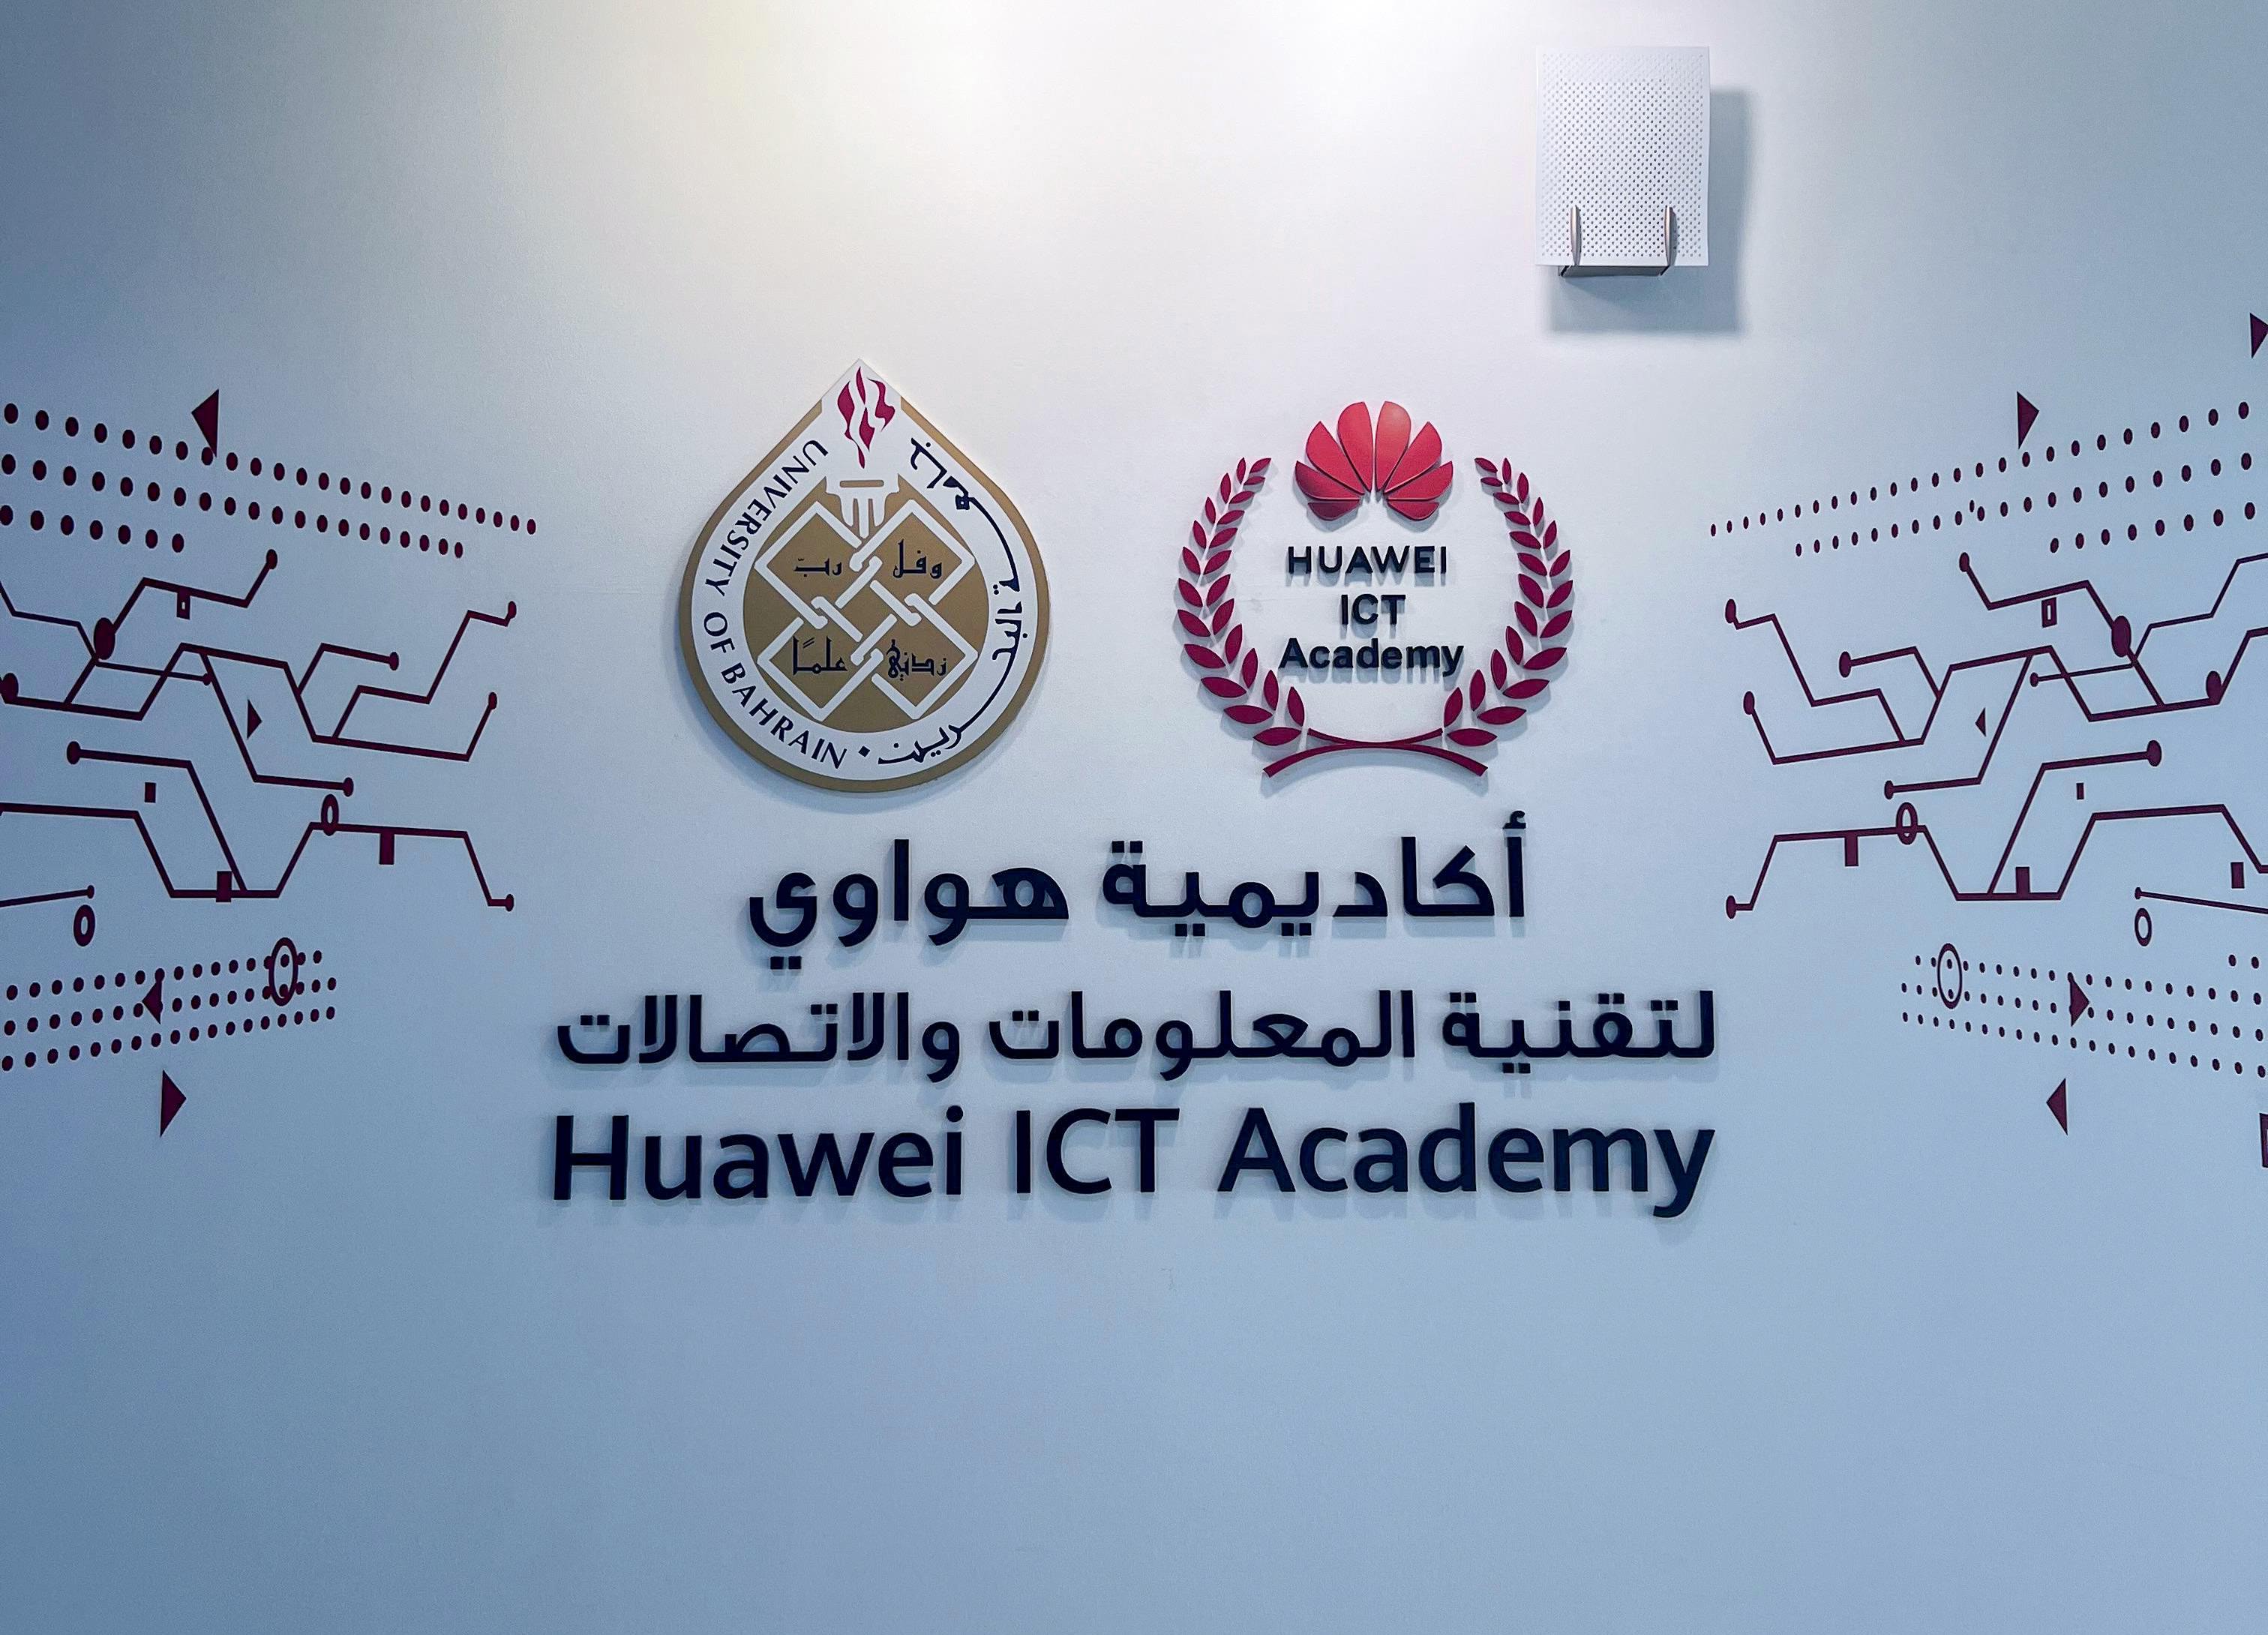 UNIVERSITY OF BAHRAIN
جامعة البحرين
وقل رب
زدني علمًا
HUAWEI
ICT
Academy
أكاديمية هواوي
لتقنية المعلومات والاتصالات
Huawei ICT Academy